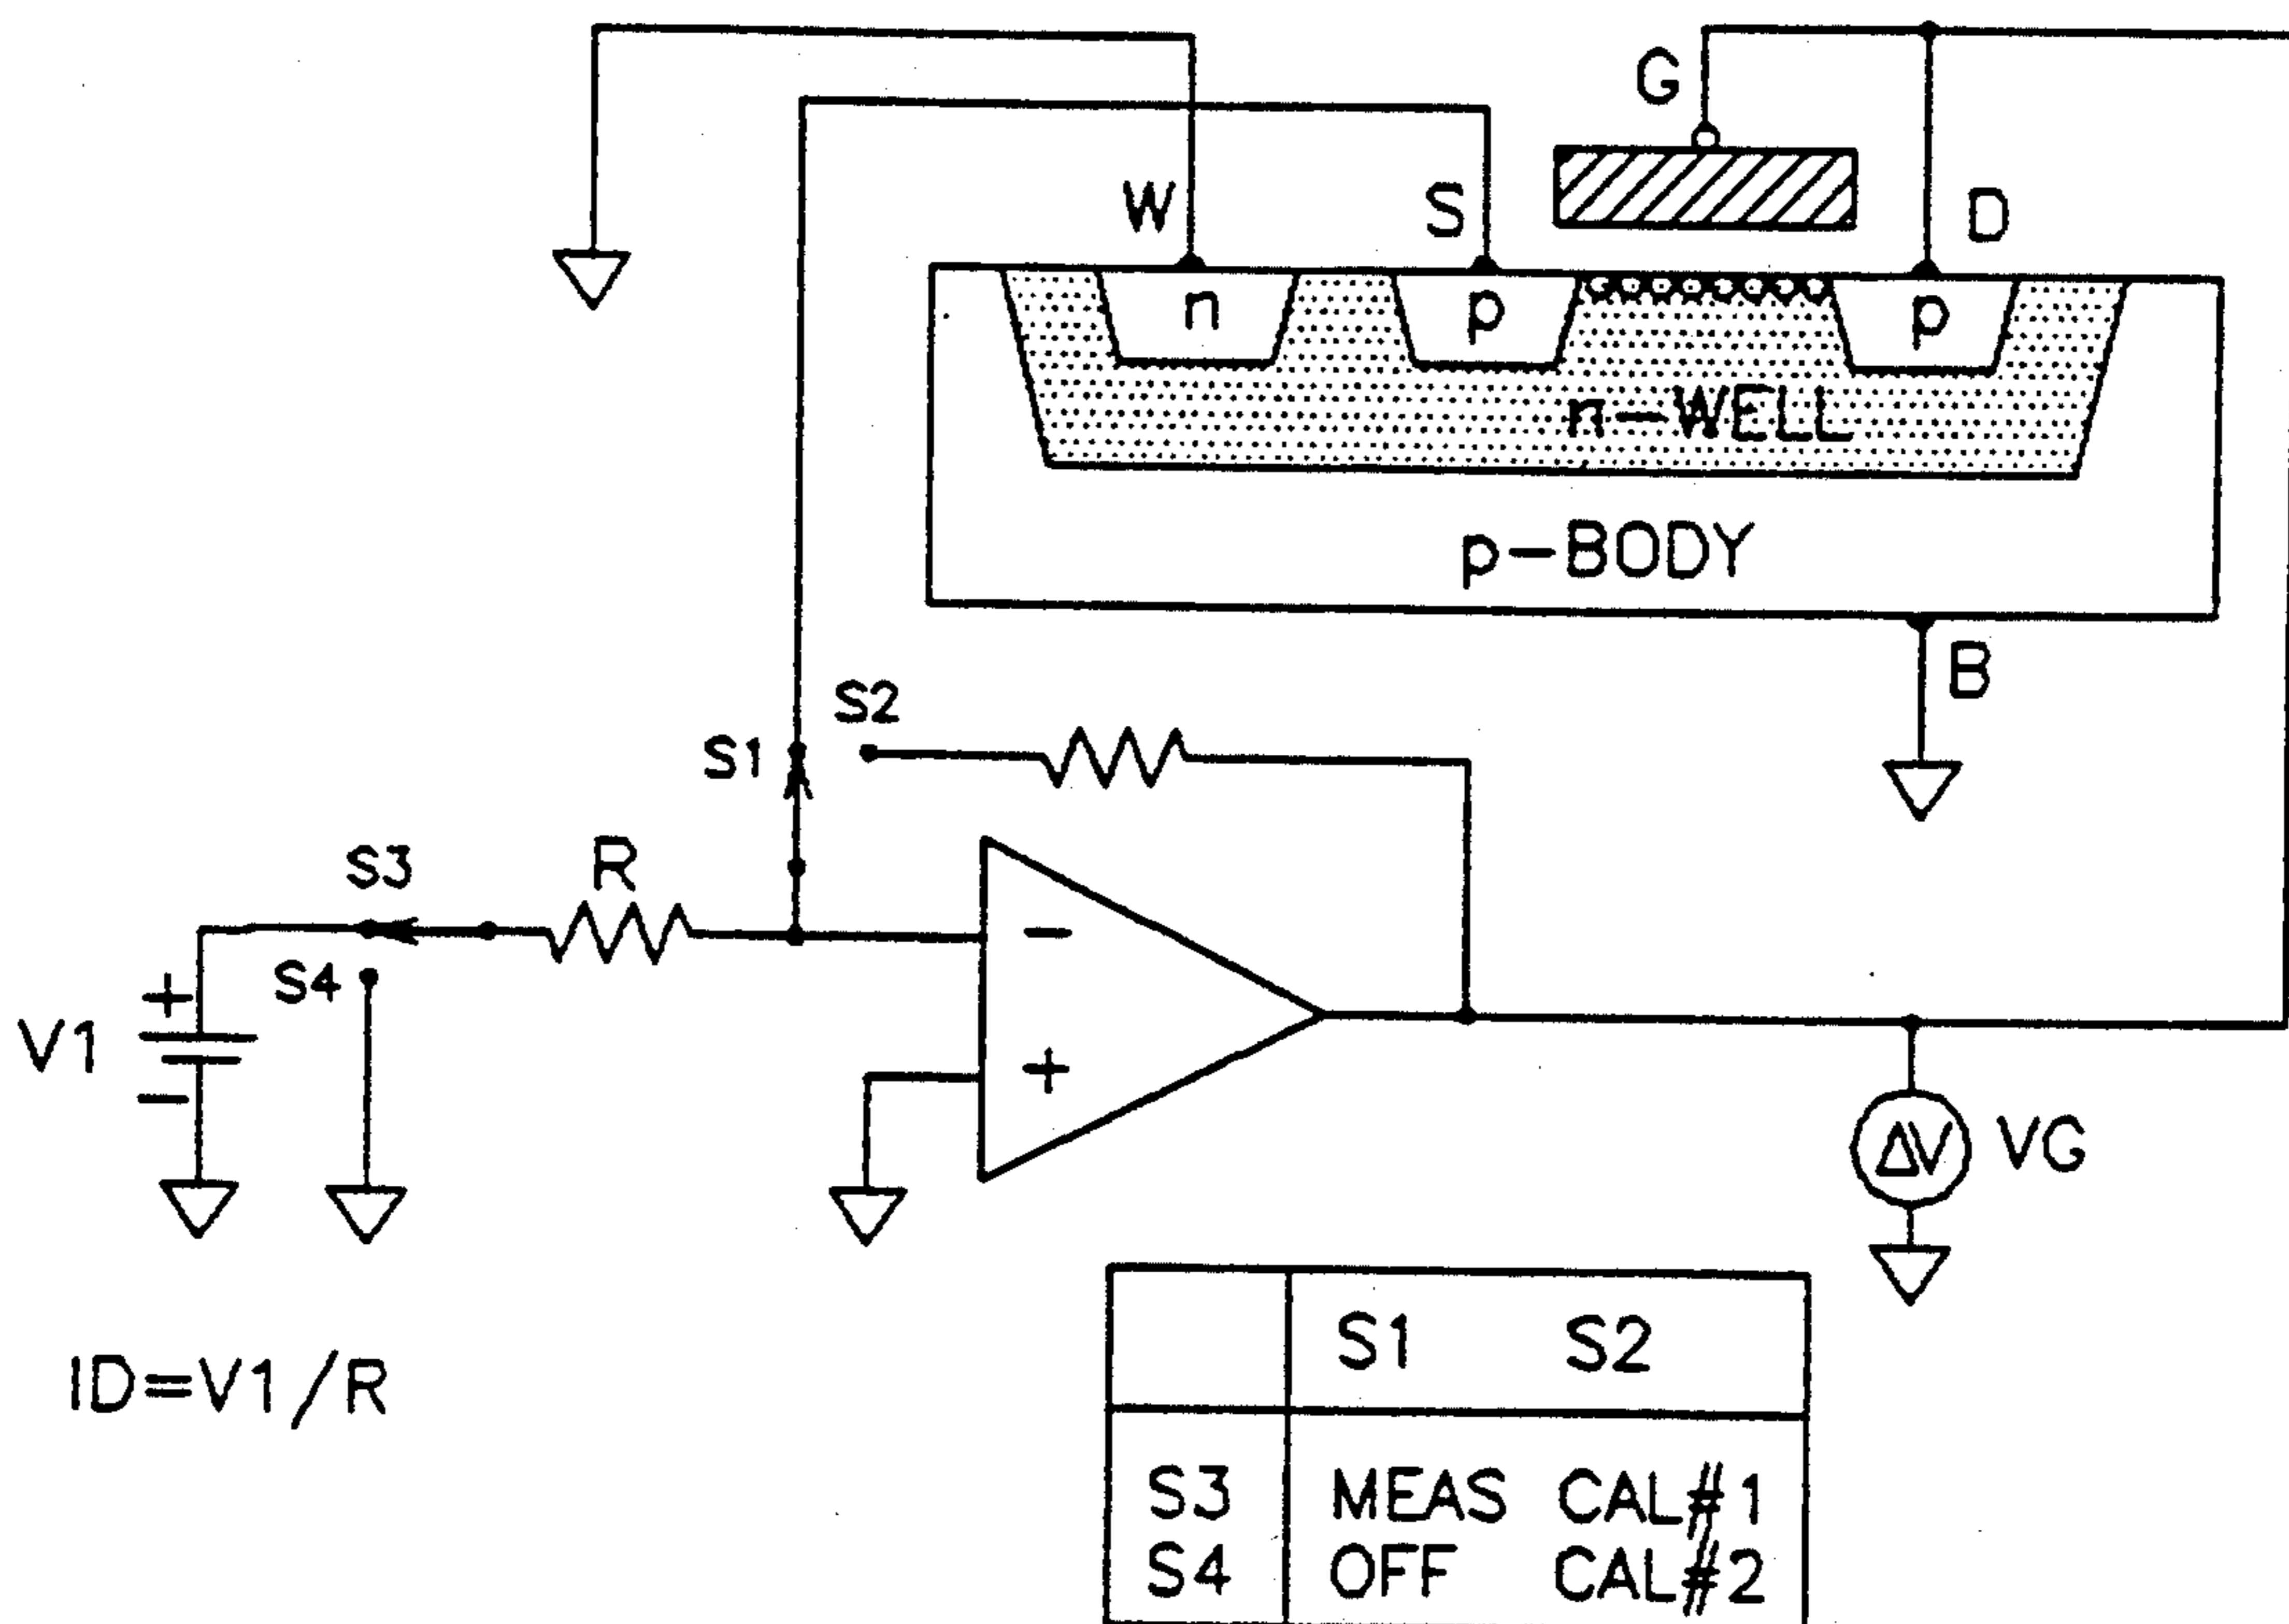 G
W
S
D
n
p
p
n-WELL
p-BODY
B
S2
S1
S3
R
S4
+
-
V1
-
+
ΔV
VG
ID=V1/R
S1 S2
S3 MEAS CAL#1
S4 OFF CAL#2